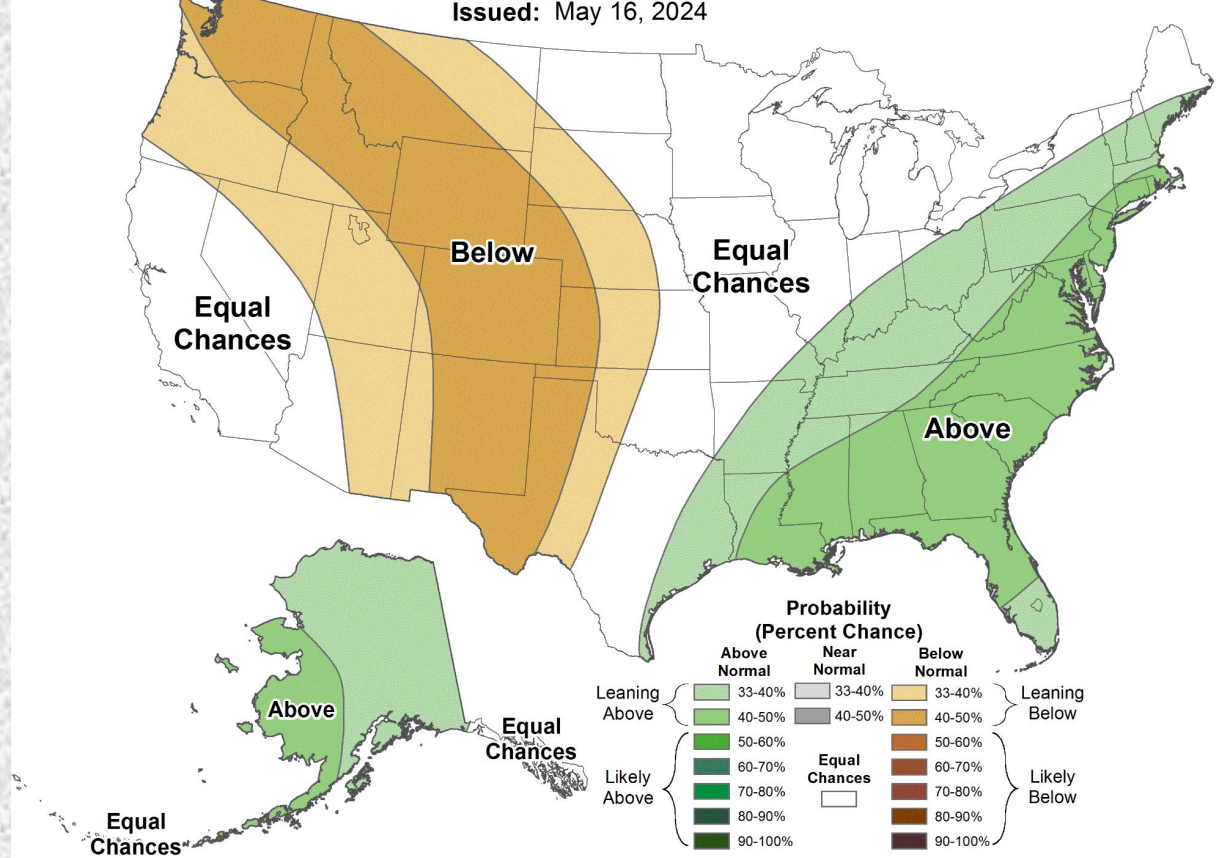 Issued: May 16, 2024
Below
Equal
Chances
Equal
Chances
Above
Above
Equal
Chances
Equal
Chances
Probability
(Percent Chance)
Above
Normal
Near
Normal
Below
Normal
Leaning
Above
33-40%
33-40%
33-40%
Leaning
Below
40-50%
40-50%
40-50%
Likely
Above
50-60%
50-60%
Likely
Below
60-70%
Equal
Chances
60-70%
70-80%
70-80%
80-90%
80-90%
90-100%
90-100%